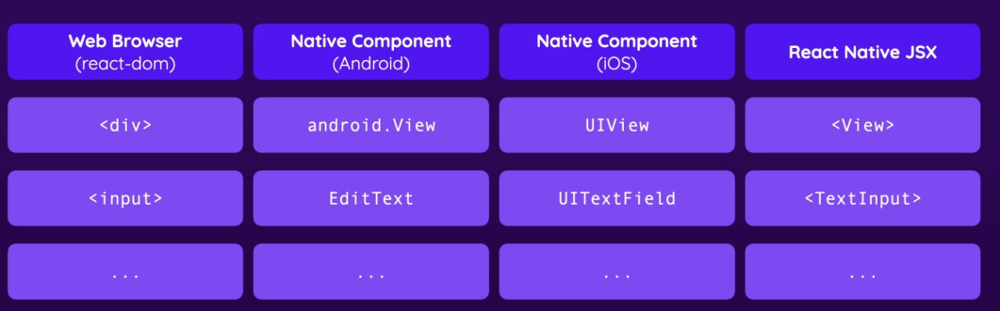 Web Browser
(react-dom)
Native Component
(Android)
Native Component
(iOS)
React Native JSX
<div>
android.View
UIView
<View>
<input>
EditText
UITextField
<TextInput>
...
...
...
...